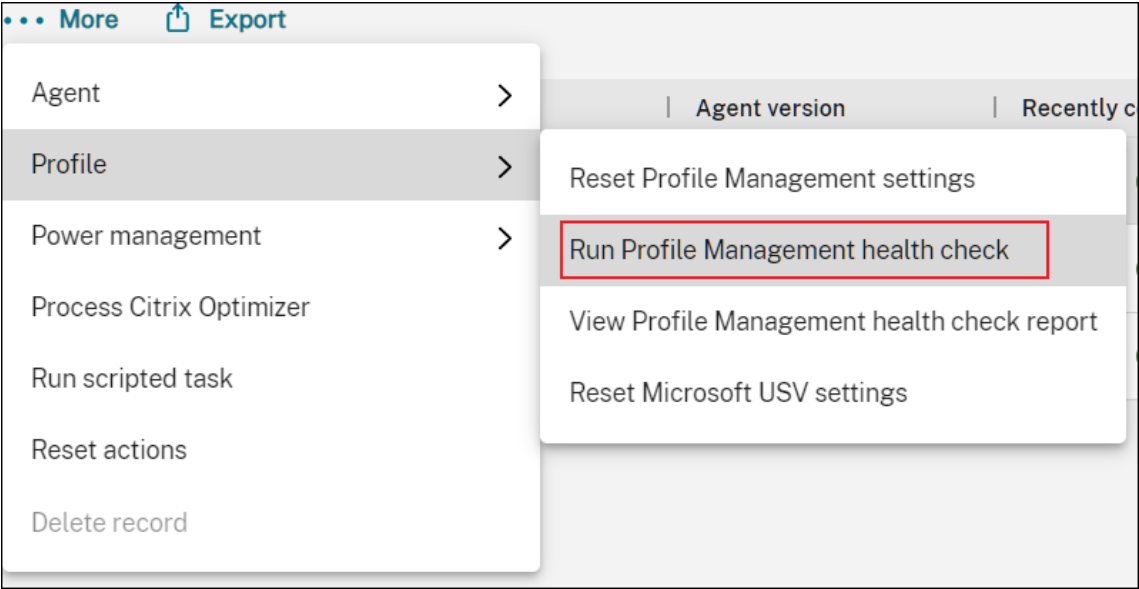 ••• More Export
Agent
Profile
Power management
Process Citrix Optimizer
Run scripted task
Reset actions
Delete record
Agent version Recently c
Reset Profile Management settings
Run Profile Management health check
View Profile Management health check report
Reset Microsoft USV settings